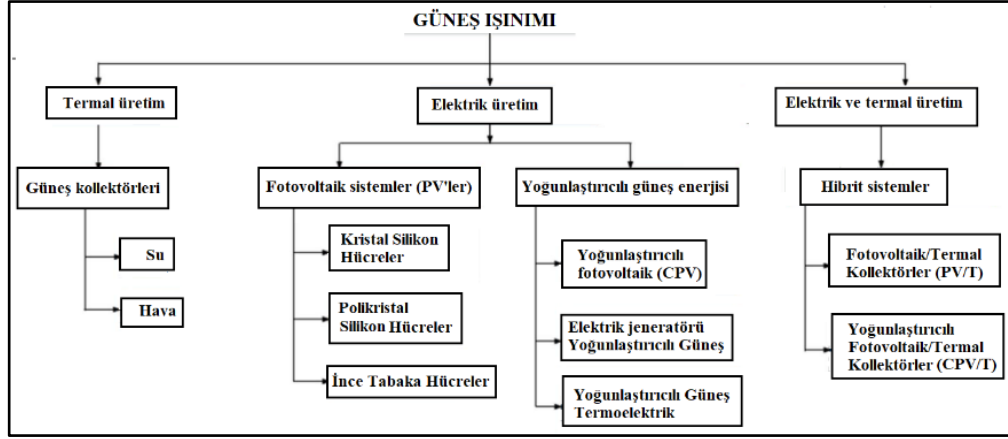 GÜNEŞ IŞINIMI
Termal üretim
Elektrik üretim
Elektrik ve termal üretim
Güneş kollektörleri
Fotovoltaik sistemler (PV'ler)
Yoğunlaştırıcılı güneş enerjisi
Hibrit sistemler
Su
Hava
Kristal Silikon
Hücreler
Polikristal
Silikon Hücreler
İnce Tabaka Hücreler
Yoğunlaştırıcılı
fotovoltaik (CPV)
Elektrik jeneratörü
Yoğunlaştırıcılı Güneş
Yoğunlaştırıcılı Güneş
Termoelektrik
Fotovoltaik/Termal
Kollektörler (PV/T)
Yoğunlaştırıcılı
Fotovoltaik/Termal
Kollektörler (CPV/T)